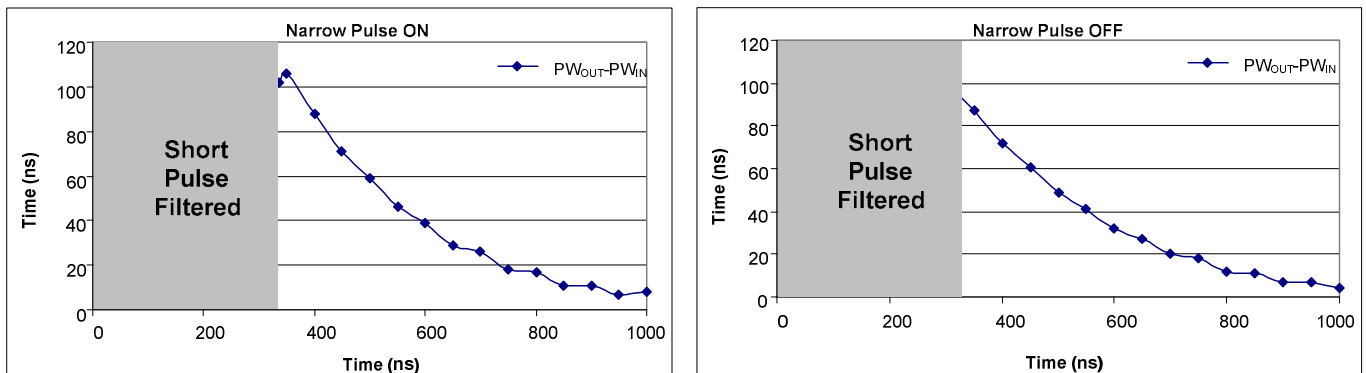 Narrow Pulse ON
120
100
80
60
40
20
0
Time (ns)
Short
Pulse
Filtered
PWOUT-PWIN
0 200 400 600 800 1000
Time (ns)
Narrow Pulse OFF
120
100
80
60
40
20
0
Time (ns)
Short
Pulse
Filtered
PWOUT-PWIN
0 200 400 600 800 1000
Time (ns)